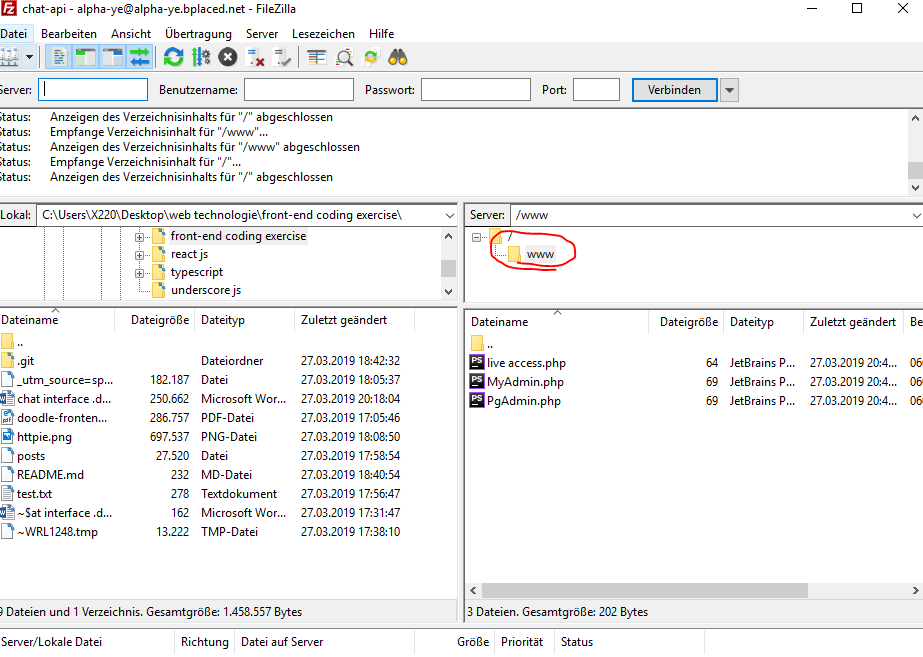 chat-api - alpha-ye@alpha-ye.bplaced.net - FileZilla
Datei Bearbeiten Ansicht Übertragung Server Lesezeichen Hilfe
Server: Benutzername: Passwort: Port: Verbinden
Status: Anzeigen des Verzeichnisinhalts für "/" abgeschlossen
Status: Empfange Verzeichnisinhalt für "/www"...
Status: Anzeigen des Verzeichnisinhalts für "/www" abgeschlossen
Status: Empfange Verzeichnisinhalt für "/"...
Status: Anzeigen des Verzeichnisinhalts für "/" abgeschlossen
Lokal: C:\Users\X220\Desktop\web technologie\front-end coding exercise\
front-end coding exercise
react js
typescript
underscore js
Dateiname Dateigröße Dateityp Zuletzt geändert
..
.git Dateiordner 27.03.2019 18:42:32
_utm_source=sp... 182.187 Datei 27.03.2019 18:05:37
chat interface .d... 250.662 Microsoft Wor... 27.03.2019 20:18:04
doodle-fronten... 286.757 PDF-Datei 27.03.2019 17:05:46
httpie.png 697.537 PNG-Datei 27.03.2019 18:08:50
posts 27.520 Datei 27.03.2019 17:58:54
README.md 232 MD-Datei 27.03.2019 18:40:54
test.txt 278 Textdokument 27.03.2019 17:56:47
~$at interface .d... 162 Microsoft Wor... 27.03.2019 17:31:47
~WRL1248.tmp 13.222 TMP-Datei 27.03.2019 17:38:10
9 Dateien und 1 Verzeichnis. Gesamtgröße: 1.458.557 Bytes
Server: /www
/
www
Dateiname Dateigröße Dateityp Zuletzt geändert Be
..
live access.php 64 JetBrains P... 27.03.2019 20:4... 06
MyAdmin.php 69 JetBrains P... 27.03.2019 20:4... 06
PgAdmin.php 69 JetBrains P... 27.03.2019 20:4... 06
3 Dateien. Gesamtgröße: 202 Bytes
Server/Lokale Datei Richtung Datei auf Server Größe Priorität Status